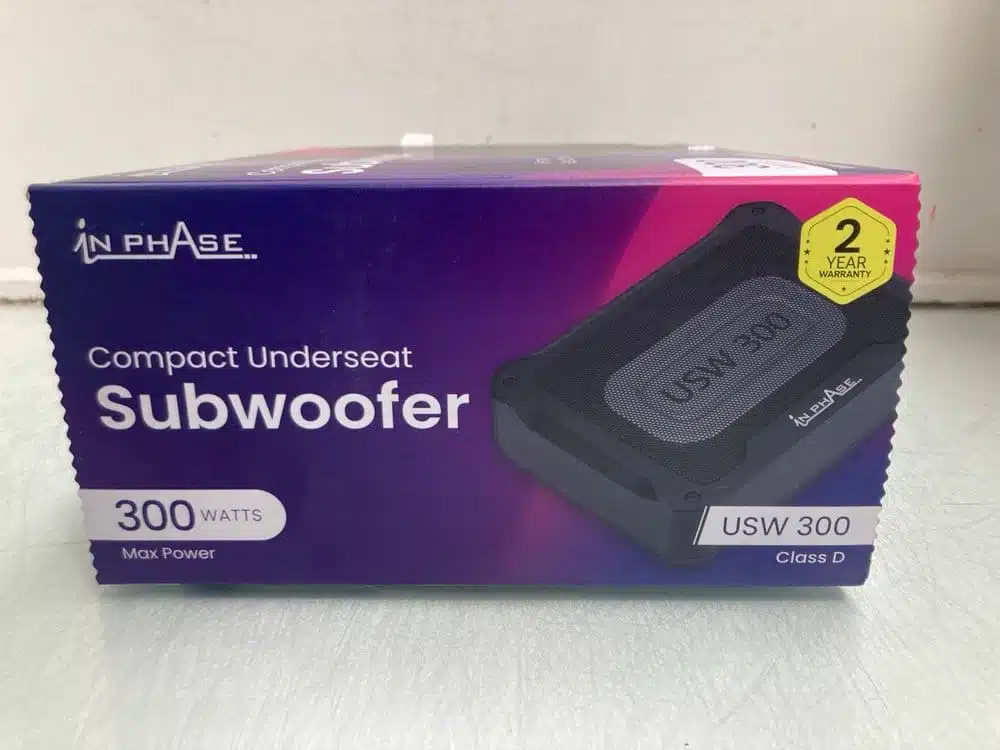 Subwoofer
iN PHASE
2
YEAR
WARRANTY
Compact Underseat
Subwoofer
USW 300
iN PHASE
300 WATTS
Max Power
USW 300
Class D